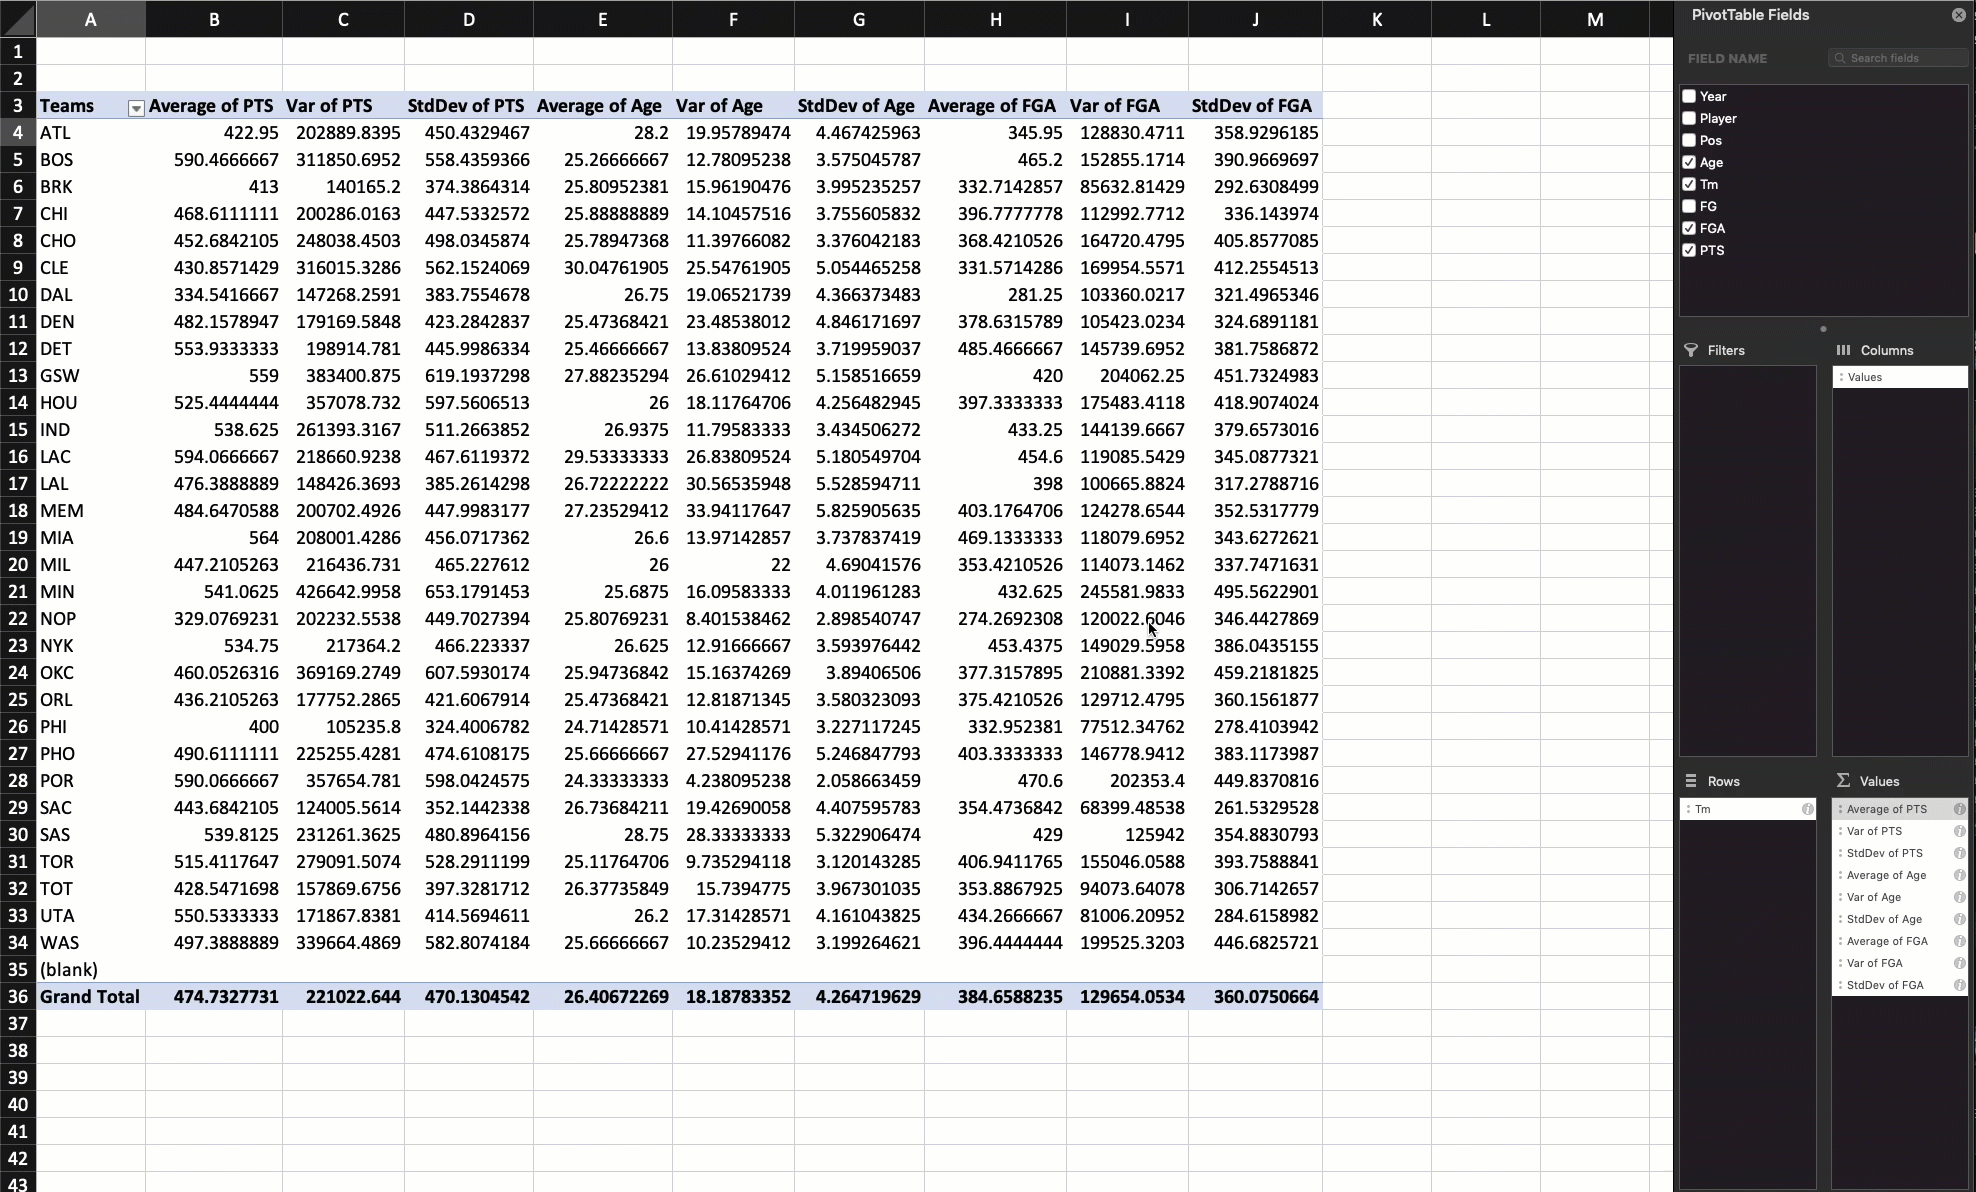 A B C D E F G H I J K L M
1
2
3 Teams Average of PTS Var of PTS StdDev of PTS Average of Age Var of Age StdDev of Age Average of FGA Var of FGA StdDev of FGA
4 ATL 422.95 202889.8395 450.4329467 28.2 19.95789474 4.467425963 345.95 128830.4711 358.9296185
5 BOS 590.4666667 311850.6952 558.4359366 25.26666667 12.78095238 3.575045787 465.2 152855.1714 390.9669697
6 BRK 413 140165.2 374.3864314 25.80952381 15.96190476 3.995235257 332.7142857 85632.81429 292.6308499
7 CHI 468.6111111 200286.0163 447.5332572 25.88888889 14.10457516 3.755605832 396.7777778 112992.7712 336.143974
8 CHO 452.6842105 248038.4503 498.0345874 25.78947368 11.39766082 3.376042183 368.4210526 164720.4795 405.8577085
9 CLE 430.8571429 316015.3286 562.1524069 30.04761905 25.54761905 5.054465258 331.5714286 169954.5571 412.2554513
10 DAL 334.5416667 147268.2591 383.7554678 26.75 19.06521739 4.366373483 281.25 103360.0217 321.4965346
11 DEN 482.1578947 179169.5848 423.2842837 25.47368421 23.48538012 4.846171697 378.6315789 105423.0234 324.6891181
12 DET 553.9333333 198914.781 445.9986334 25.46666667 13.83809524 3.719959037 485.4666667 145739.6952 381.7586872
13 GSW 559 383400.875 619.1937298 27.88235294 26.61029412 5.158516659 420 204062.25 451.7324983
14 HOU 525.4444444 357078.732 597.5606513 26 18.11764706 4.256482945 397.3333333 175483.4118 418.9074024
15 IND 538.625 261393.3167 511.2663852 26.9375 11.79583333 3.434506272 433.25 144139.6667 379.6573016
16 LAC 594.0666667 218660.9238 467.6119372 29.53333333 26.83809524 5.180549704 454.6 119085.5429 345.0877321
17 LAL 476.3888889 148426.3693 385.2614298 26.72222222 30.56535948 5.528594711 398 100665.8824 317.2788716
18 MEM 484.6470588 200702.4926 447.9983177 27.23529412 33.94117647 5.825905635 403.1764706 124278.6544 352.5317779
19 MIA 564 208001.4286 456.0717362 26.6 13.97142857 3.737837419 469.1333333 118079.6952 343.6272621
20 MIL 447.2105263 216436.731 465.227612 26 22 4.69041576 353.4210526 114073.1462 337.7471631
21 MIN 541.0625 426642.9958 653.1791453 25.6875 16.09583333 4.011961283 432.625 245581.9833 495.5622901
22 NOP 329.0769231 202232.5538 449.7027394 25.80769231 8.401538462 2.898540747 274.2692308 120022.6046 346.4427869
23 NYK 534.75 217364.2 466.223337 26.625 12.91666667 3.593976442 453.4375 149029.5958 386.0435155
24 OKC 460.0526316 369169.2749 607.5930174 25.94736842 15.16374269 3.89406506 377.3157895 210881.3392 459.2181825
25 ORL 436.2105263 177752.2865 421.6067914 25.47368421 12.81871345 3.580323093 375.4210526 129712.4795 360.1561877
26 PHI 400 105235.8 324.4006782 24.71428571 10.41428571 3.227117245 332.952381 77512.34762 278.4103942
27 PHO 490.6111111 225255.4281 474.6108175 25.66666667 27.52941176 5.246847793 403.3333333 146778.9412 383.1173987
28 POR 590.0666667 357654.781 598.0424575 24.33333333 4.238095238 2.058663459 470.6 202353.4 449.8370816
29 SAC 443.6842105 124005.5614 352.1442338 26.73684211 19.42690058 4.407595783 354.4736842 68399.48538 261.5329528
30 SAS 539.8125 231261.3625 480.8964156 28.75 28.33333333 5.322906474 429 125942 354.8830793
31 TOR 515.4117647 279091.5074 528.2911199 25.11764706 9.735294118 3.120143285 406.9411765 155046.0588 393.7588841
32 TOT 428.5471698 157869.6756 397.3281712 26.37735849 15.7394775 3.967301035 353.8867925 94073.64078 306.7142657
33 UTA 550.5333333 171867.8381 414.5694611 26.2 17.31428571 4.161043825 434.2666667 81006.20952 284.6158982
34 WAS 497.3888889 339664.4869 582.8074184 25.66666667 10.23529412 3.199264621 396.4444444 199525.3203 446.6825721
35 (blank)
36 Grand Total 474.7327731 221022.644 470.1304542 26.40672269 18.18783352 4.264719629 384.6588235 129654.0534 360.0750664
37
38
39
40
41
42
43
PivotTable Fields
FIELD NAME Search fields
Year
Player
Pos
Age
Tm
FG
FGA
PTS
Filters Columns
Values
Rows Values
Tm Average of PTS
Var of PTS
StdDev of PTS
Average of Age
Var of Age
StdDev of Age
Average of FGA
Var of FGA
StdDev of FGA